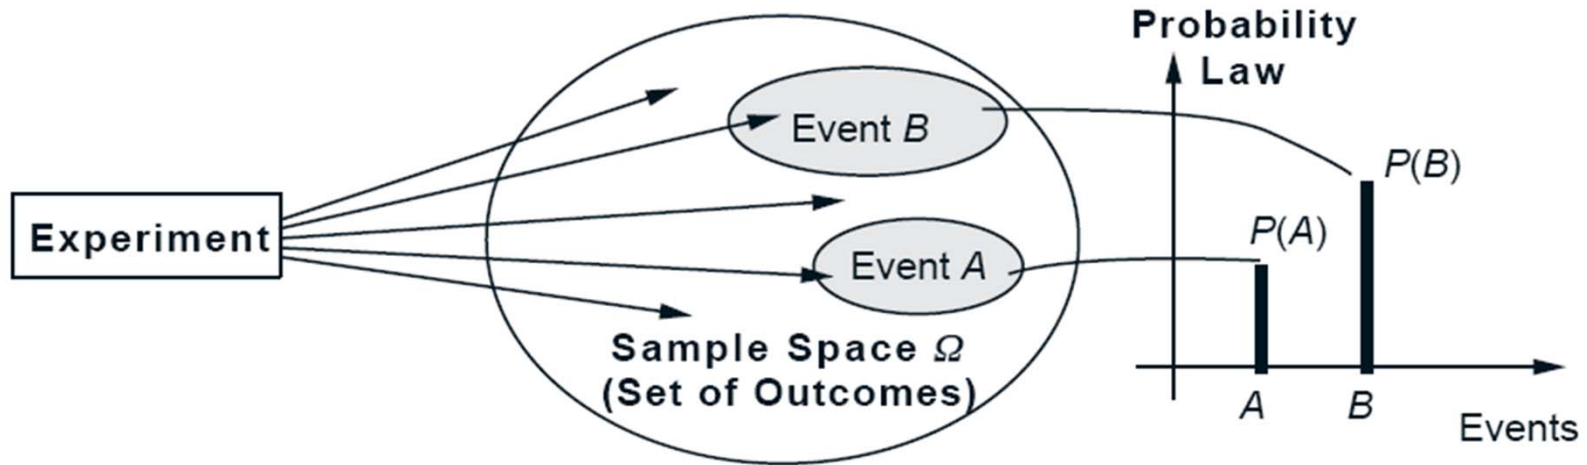 Experiment
Event B
Event A
Sample Space Ω
(Set of Outcomes)
Probability
Law
P(B)
P(A)
A
B
Events